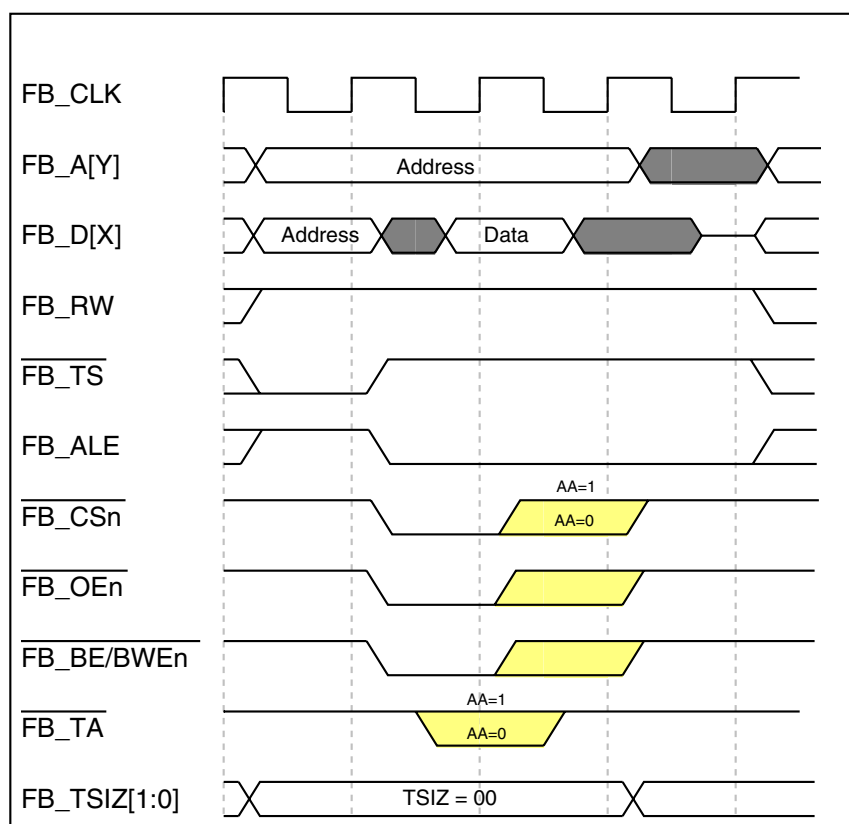 FB_CLK
FB_A[Y] Address
FB_D[X] Address Data
FB_RW
FB_TS
FB_ALE
AA=1
FB_CSn AA=0
FB_OEn
FB_BE/BWEn
AA=1
FB_TA AA=0
FB_TSIZ[1:0] TSIZ = 00